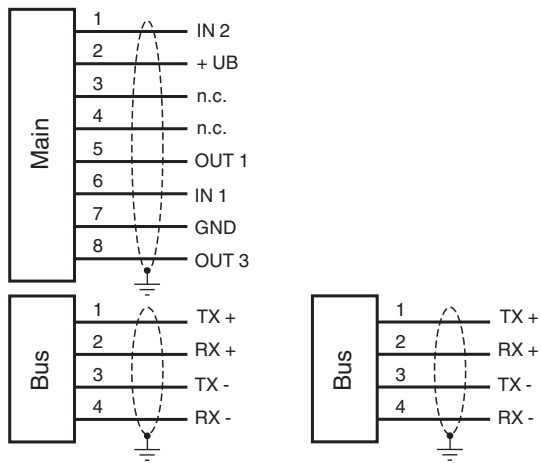 Main
1 IN 2
2 + UB
3 n.c.
4 n.c.
5 OUT 1
6 IN 1
7 GND
8 OUT 3
Bus
1 TX +
2 RX +
3 TX -
4 RX -
Bus
1 TX +
2 RX +
3 TX -
4 RX -